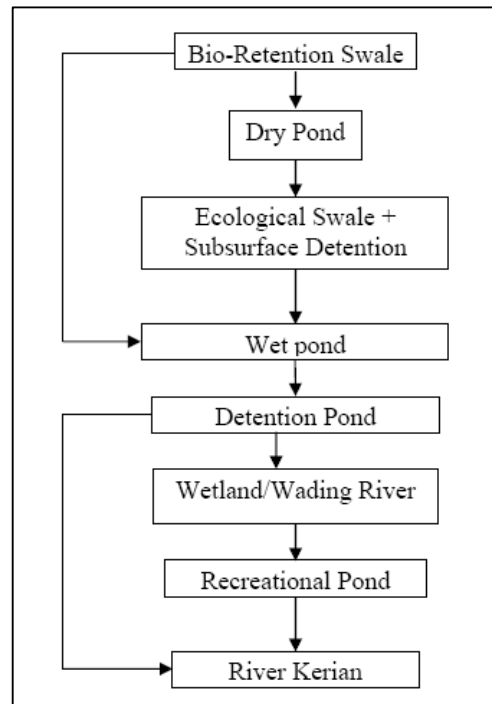 Bio-Retention Swale
Dry Pond
Ecological Swale +
Subsurface Detention
Wet pond
Detention Pond
Wetland/Wading River
Recreational Pond
River Kerian